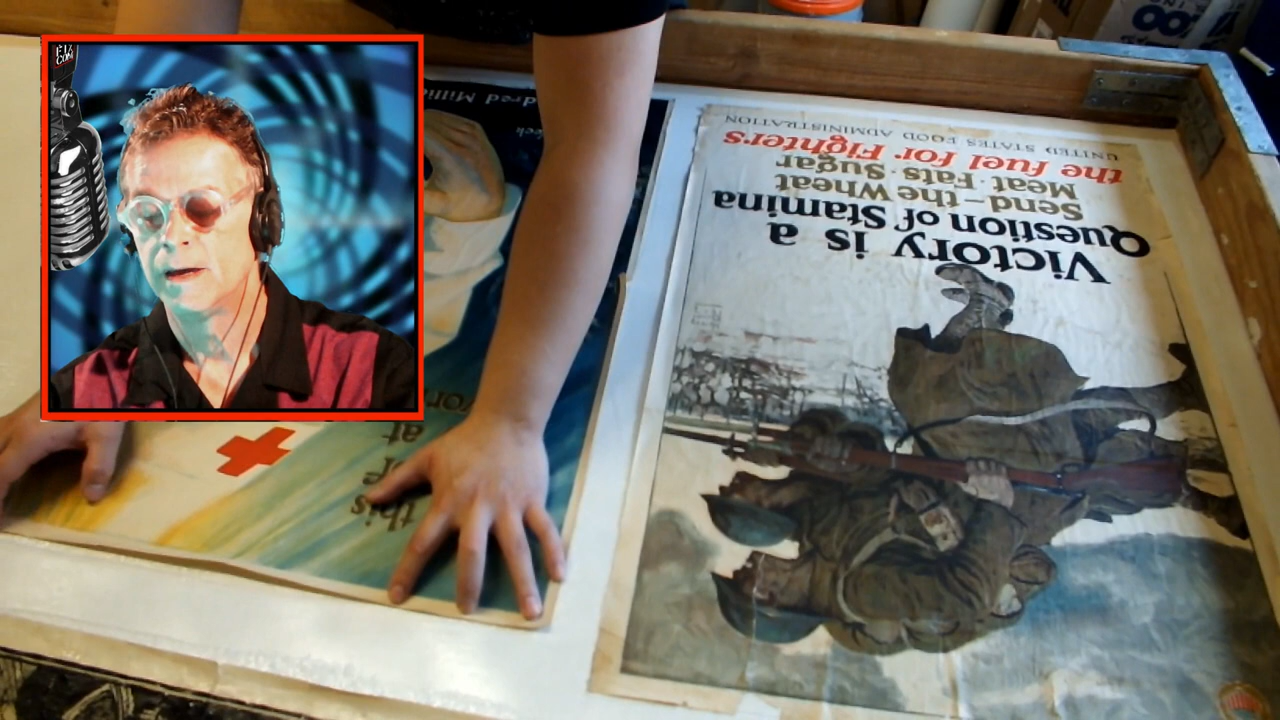 Victory is a
Question of Stamina
Send-the Wheat
Meat·Fats·Sugar
the fuel for Fighters
UNITED STATES FOOD ADMINISTRATION
this